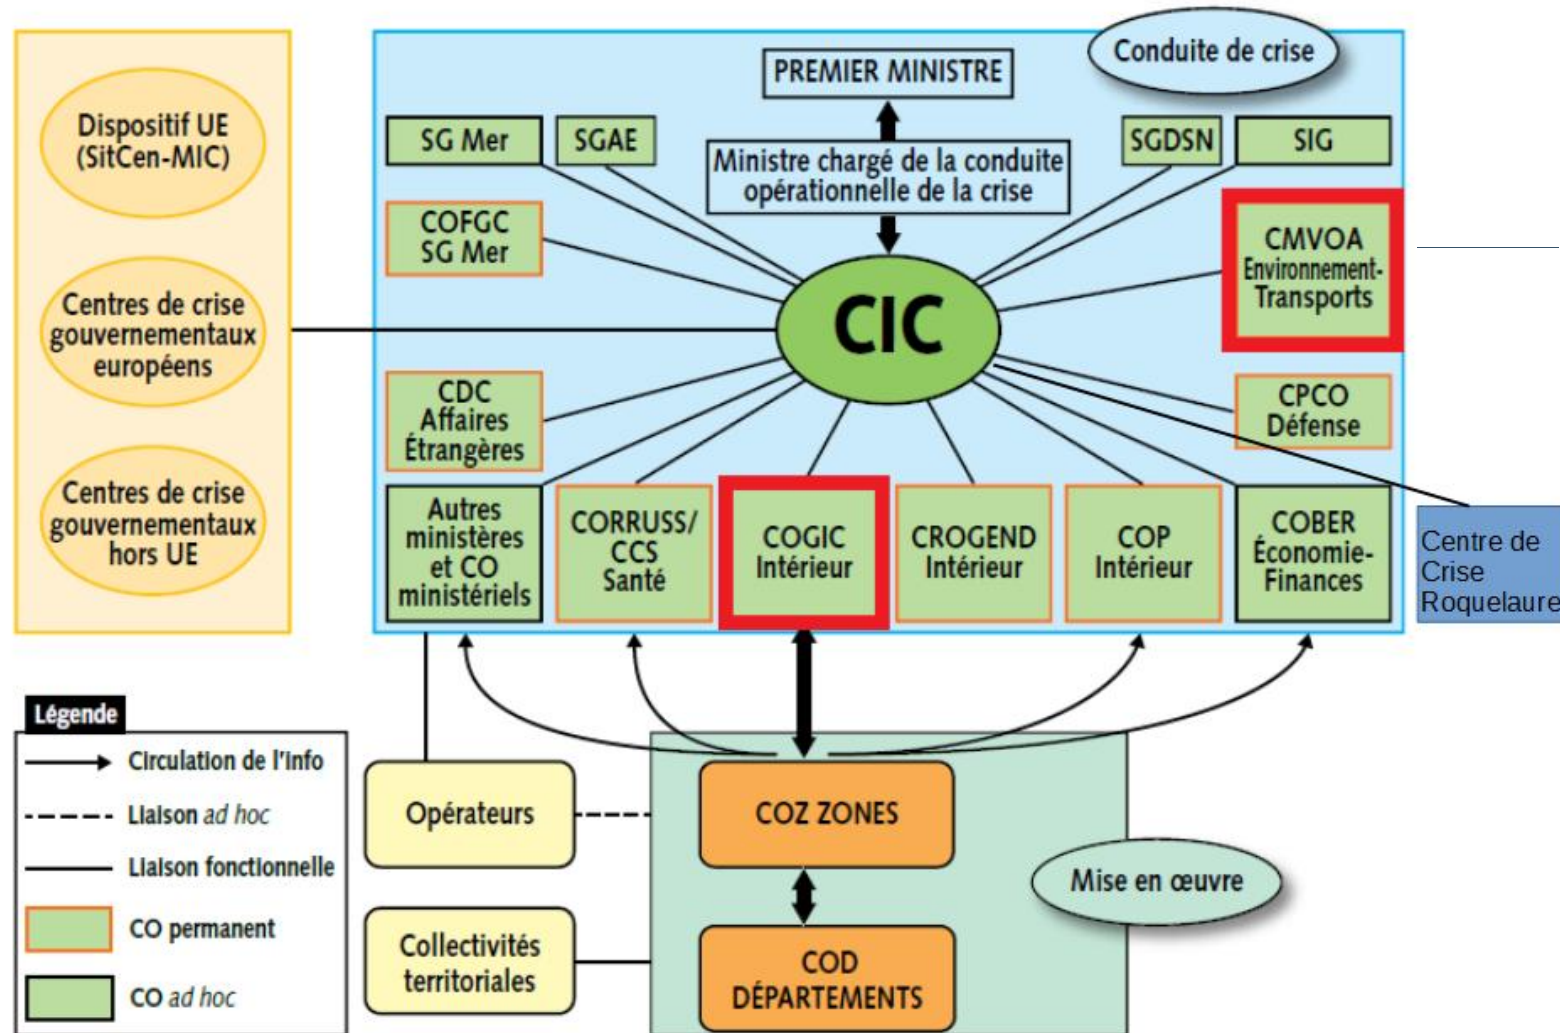 Conduite de crise
PREMIER MINISTRE
Dispositif UE
(SitCen-MIC)
SG Mer
SGAE
Ministre chargé de la conduite
opérationnelle de la crise
SGDSN
SIG
COFGC
SG Mer
CMVOA
Environnement-
Transports
Centres de crise
gouvernementaux
européens
CIC
CDC
Affaires
Étrangères
CPCO
Défense
Centres de crise
gouvernementaux
hors UE
Autres
ministères
et CO
ministériels
CORRUSS/
CCS
Santé
COGIC
Intérieur
CROGEND
Intérieur
COP
Intérieur
COBER
Économie-
Finances
Centre de
Crise
Roquelaure
Légende
Circulation de l'info
Liaison ad hoc
Liaison fonctionnelle
CO permanent
CO ad hoc
Opérateurs
COZ ZONES
Mise en œuvre
Collectivités
territoriales
COD
DÉPARTEMENTS